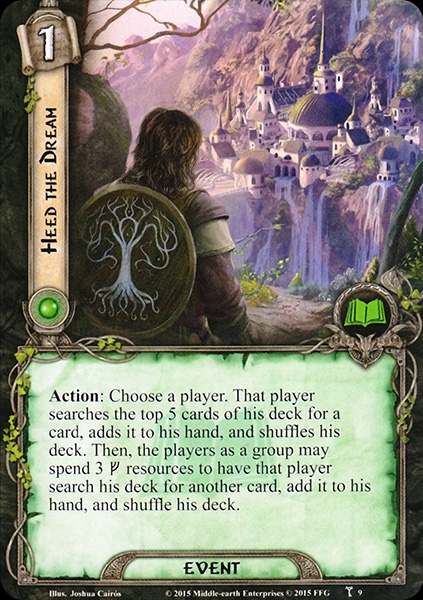 1
HEED THE DREAM
Action: Choose a player. That player
searches the top 5 cards of his deck for a
card, adds it to his hand, and shuffles his
deck. Then, the players as a group may
spend 3 ᚠ resources to have that player
search his deck for another card, add it to his
hand, and shuffle his deck.
EVENT
Illus. Joshua Cairós © 2015 Middle-earth Enterprises © 2015 FFG 9